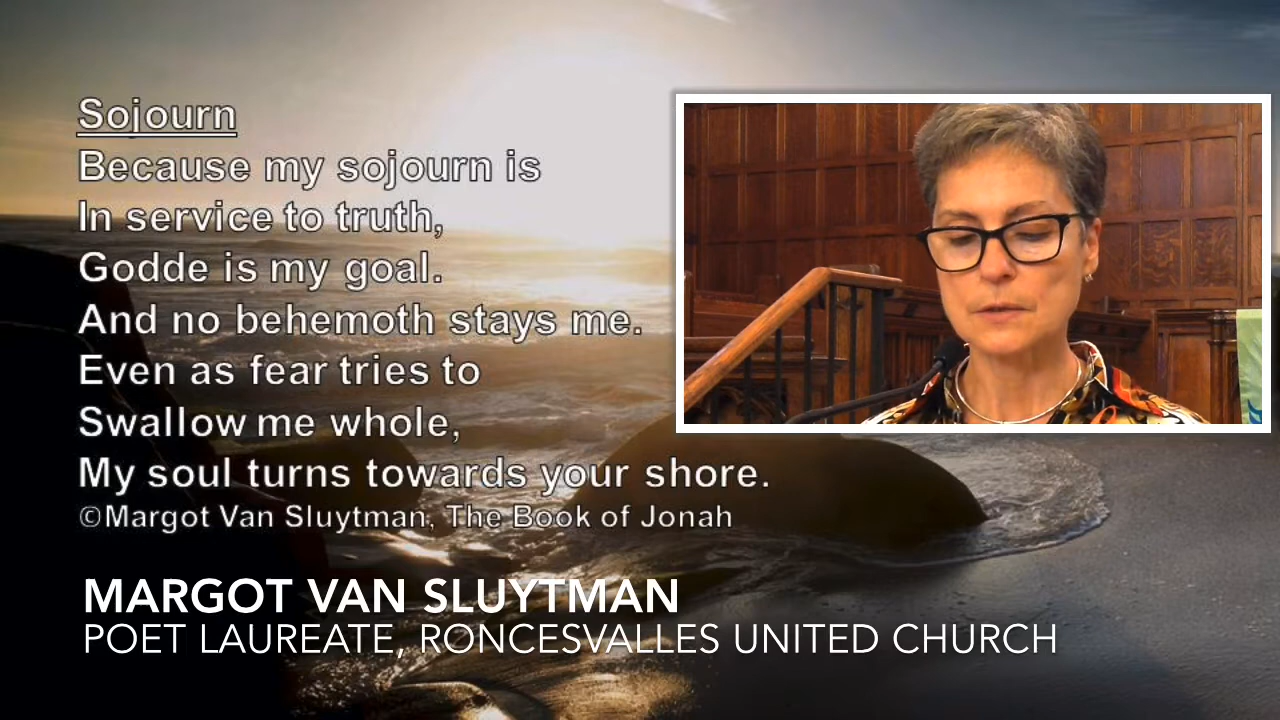 Sojourn
Because my sojourn is
In service to truth,
Godde is my goal.
And no behemoth stays me.
Even as fear tries to
Swallow me whole,
My soul turns towards your shore.
©Margot Van Sluytman, The Book of Jonah
MARGOT VAN SLUYTMAN
POET LAUREATE, RONCESVALLES UNITED CHURCH